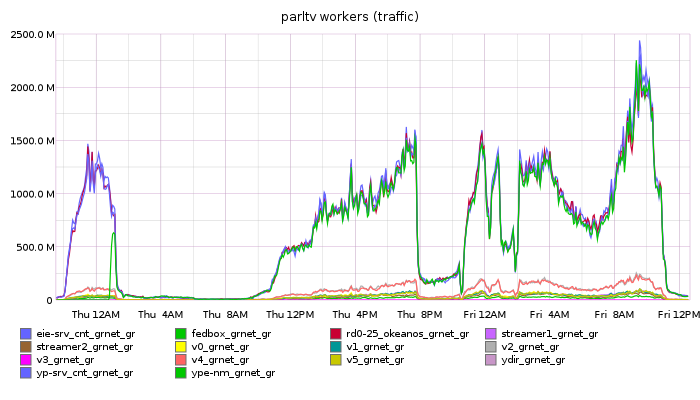 parltv workers (traffic)
2500.0 M
2000.0 M
1500.0 M
1000.0 M
500.0 M
0
Thu 12AM Thu 4AM Thu 8AM Thu 12PM Thu 4PM Thu 8PM Fri 12AM Fri 4AM Fri 8AM Fri 12PM
eie-srv_cnt_grnet_gr fedbox_grnet_gr rd0-25_okeanos_grnet_gr streamer1_grnet_gr
streamer2_grnet_gr v0_grnet_gr v1_grnet_gr v2_grnet_gr
v3_grnet_gr v4_grnet_gr v5_grnet_gr ydir_grnet_gr
yp-srv_cnt_grnet_gr ype-nm_grnet_gr